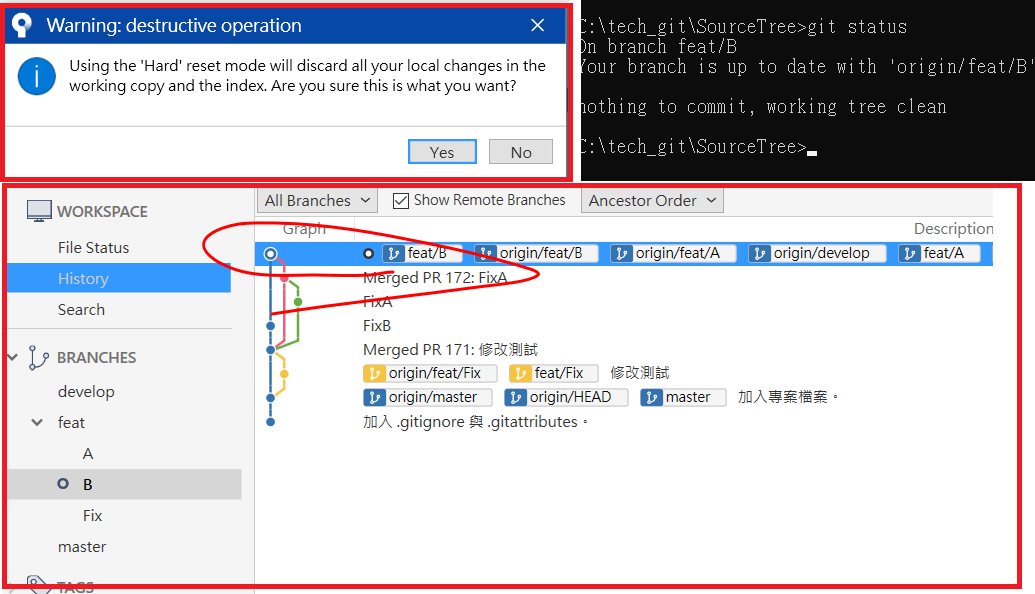 Warning: destructive operation
Using the 'Hard' reset mode will discard all your local changes in the
working copy and the index. Are you sure this is what you want?
Yes No
C:\tech_git\SourceTree>git status
On branch feat/B
Your branch is up to date with 'origin/feat/B'
nothing to commit, working tree clean
C:\tech_git\SourceTree>
WORKSPACE
File Status
History
Search
BRANCHES
develop
feat
A
B
Fix
master
TAGS
All Branches Show Remote Branches Ancestor Order
Graph Description
feat/B origin/feat/B origin/feat/A origin/develop feat/A
Merged PR 172: FixA
FixA
FixB
Merged PR 171: 修改測試
origin/feat/Fix feat/Fix 修改測試
origin/master origin/HEAD master 加入專案檔案。
加入 .gitignore 與 .gitattributes。